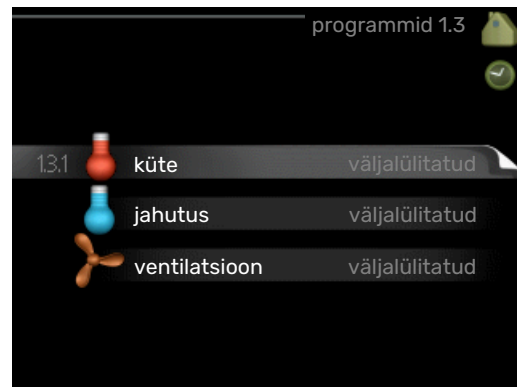 programmid 1.3
1.3.1 küte väljalülitatud
jahutus väljalülitatud
ventilatsioon väljalülitatud